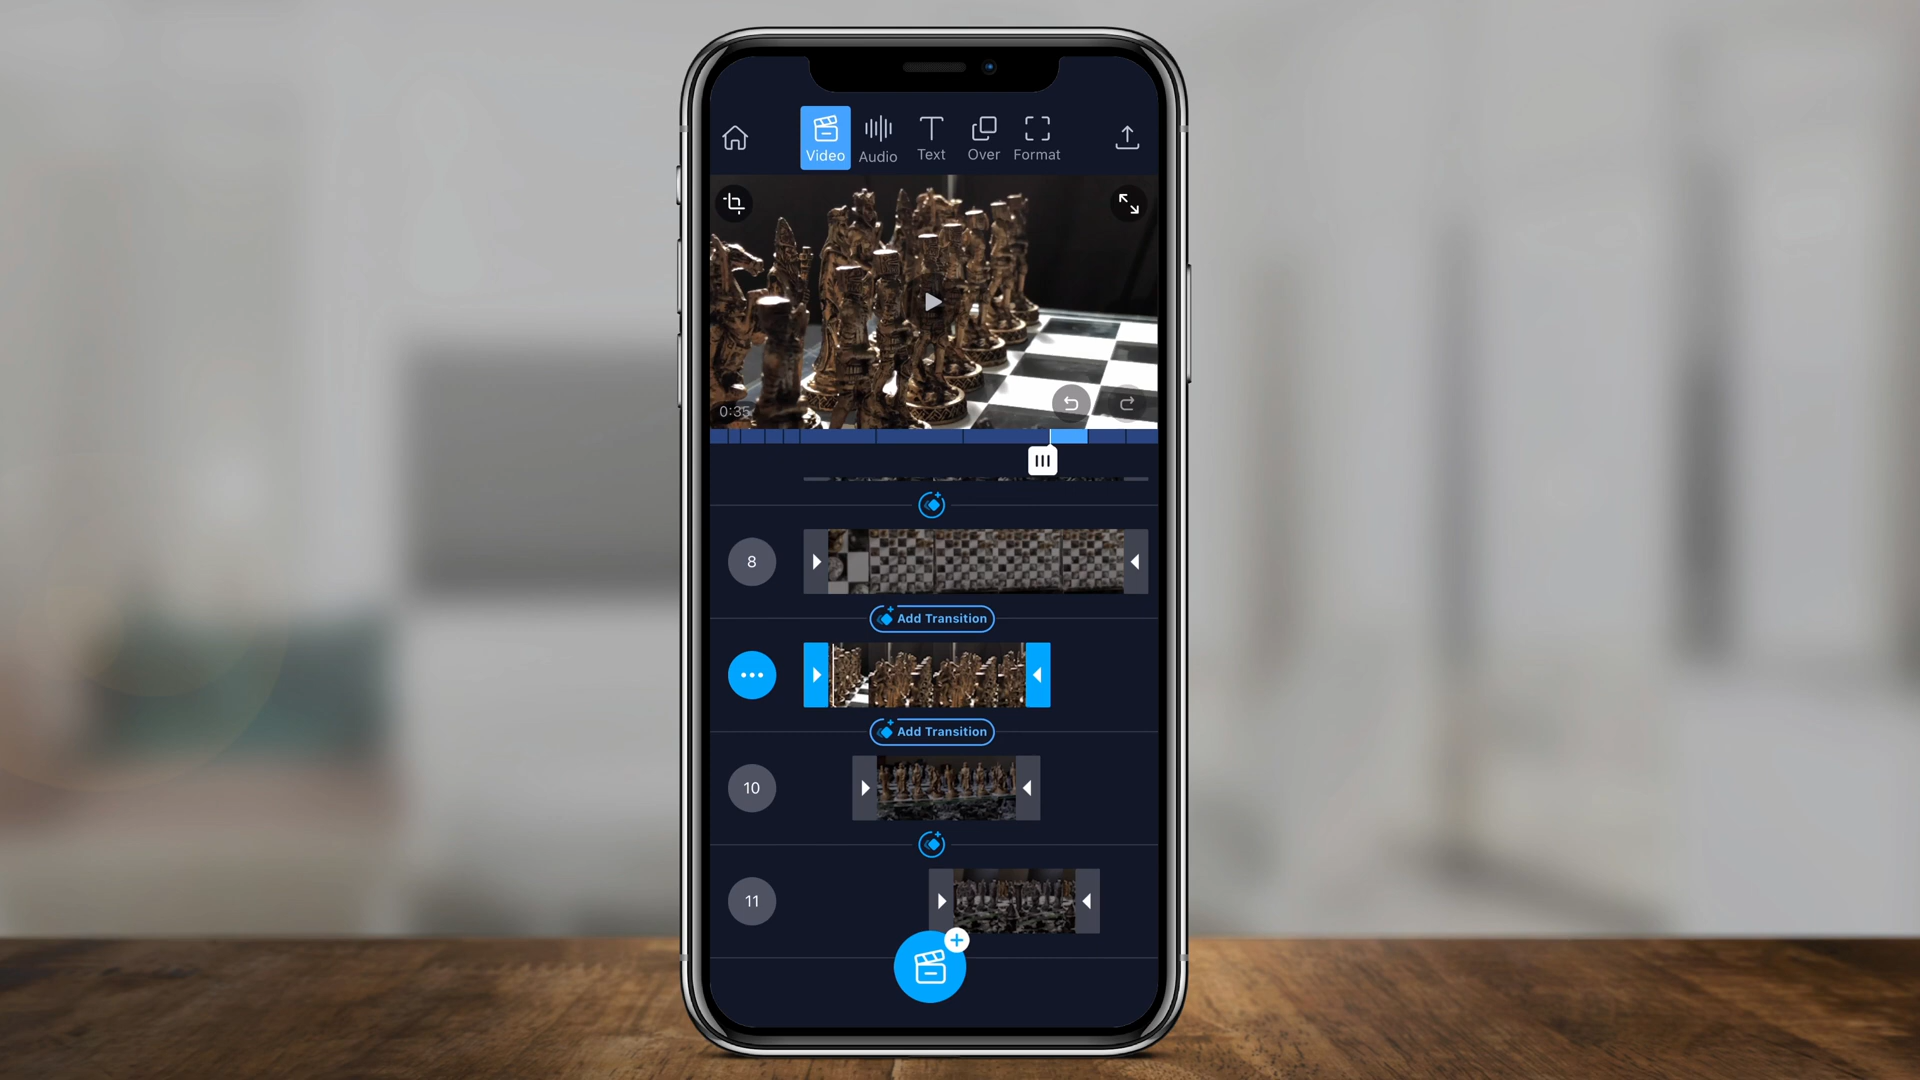 Video Audio Text Over Format
0:35
8
Add Transition
Add Transition
10
11